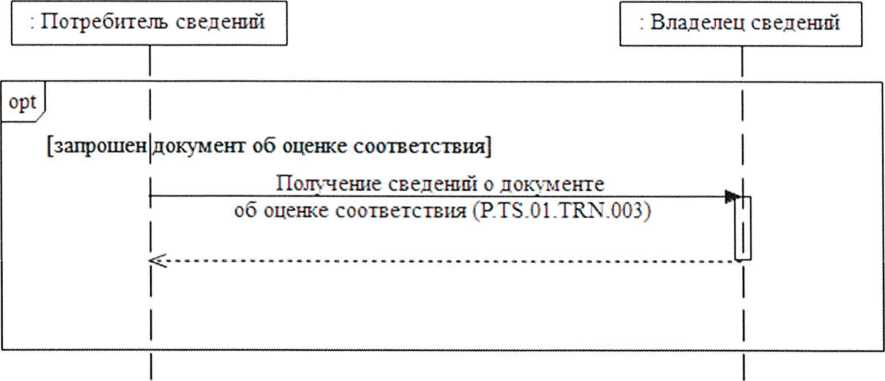 : Потребитель сведений
: Владелец сведений
opt
[запрошен документ об оценке соответствия]
Получение сведений о документе
об оценке соответствия (P.TS.01.TRN.003)